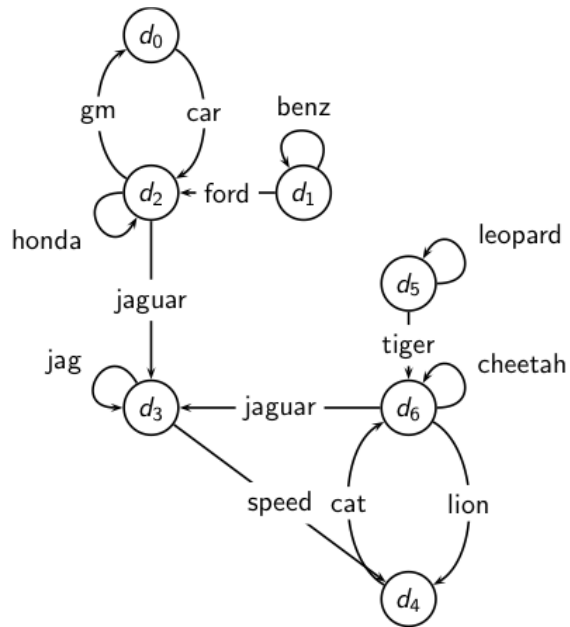 d0
gm car
benz
d2 ford d1
honda
leopard
d5
jaguar
tiger
jag
cheetah
d3 jaguar d6
speed cat lion
d4